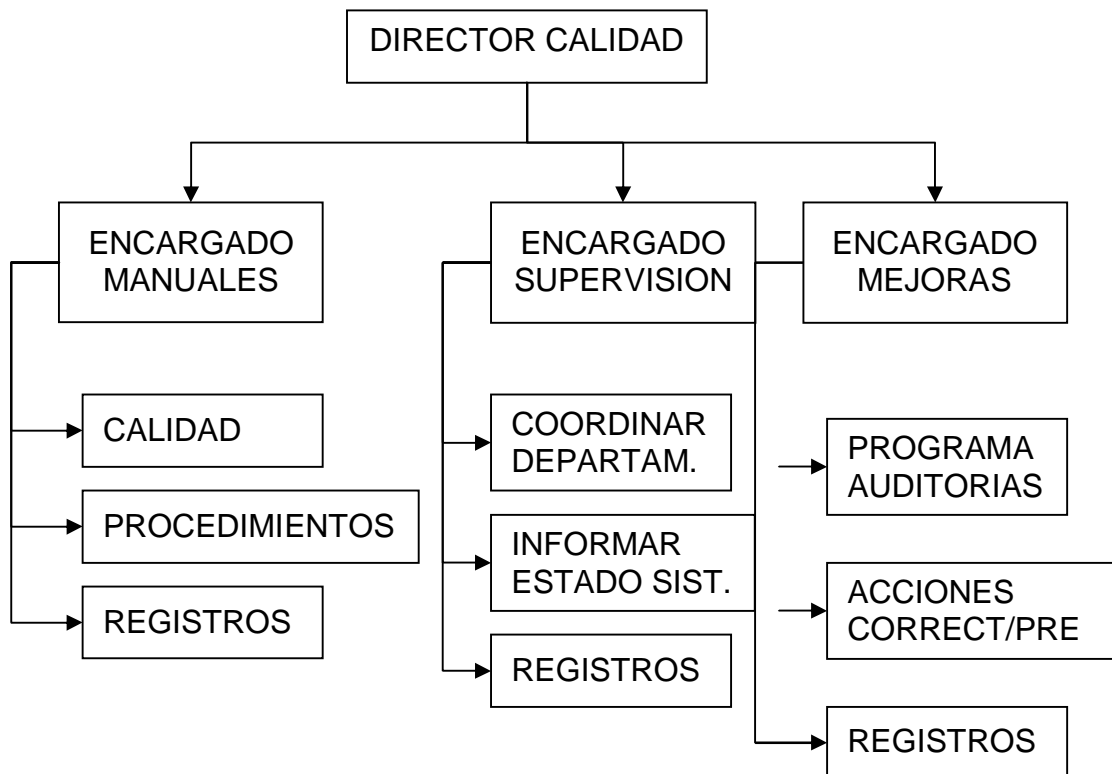 DIRECTOR CALIDAD
ENCARGADO
MANUALES
ENCARGADO
SUPERVISION
ENCARGADO
MEJORAS
CALIDAD
PROCEDIMIENTOS
REGISTROS
COORDINAR
DEPARTAM.
INFORMAR
ESTADO SIST.
REGISTROS
PROGRAMA
AUDITORIAS
ACCIONES
CORRECT/PRE
REGISTROS